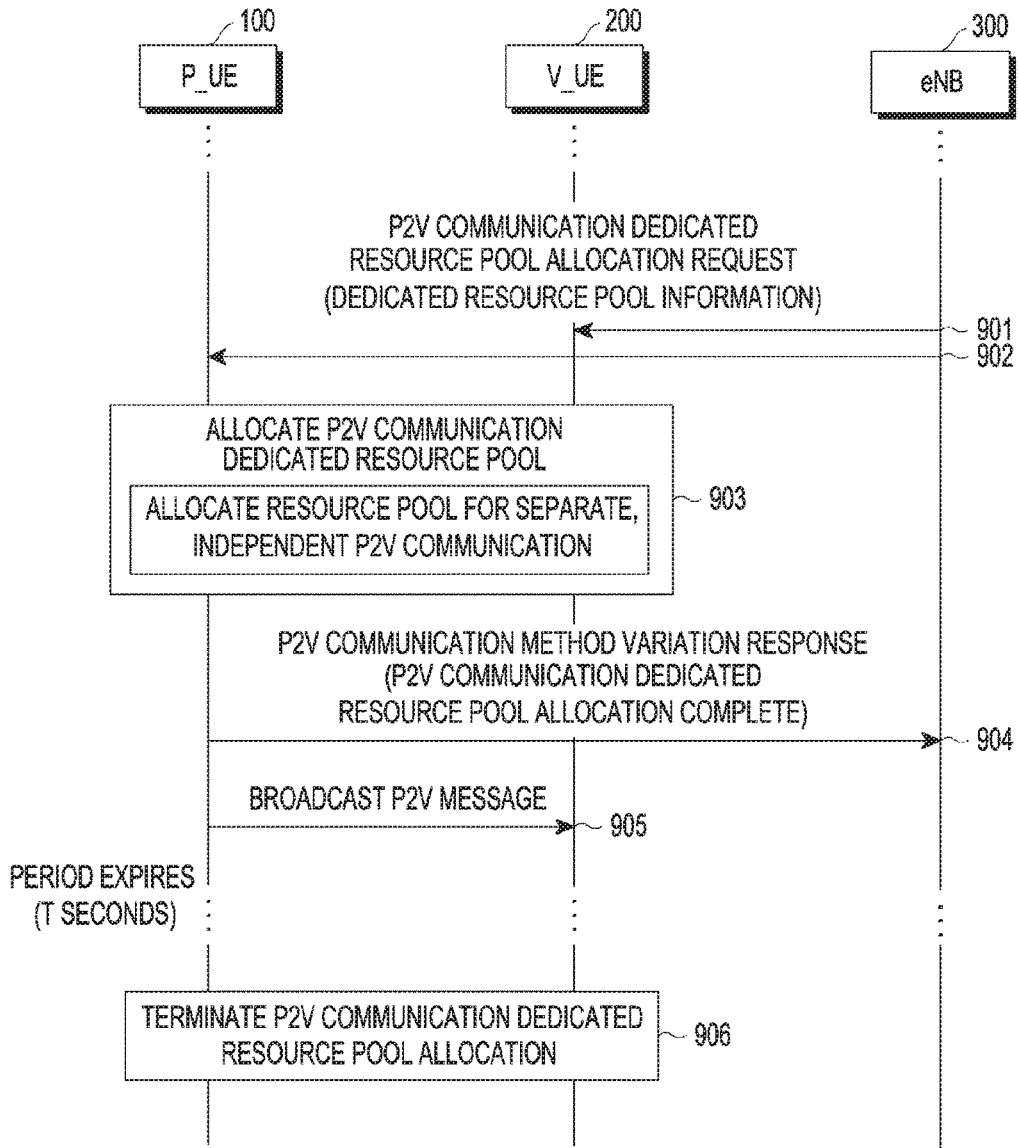 100
200
300
P_UE
V_UE
eNB
P2V COMMUNICATION DEDICATED
RESOURCE POOL ALLOCATION REQUEST
(DEDICATED RESOURCE POOL INFORMATION)
901
902
ALLOCATE P2V COMMUNICATION
DEDICATED RESOURCE POOL
903
ALLOCATE RESOURCE POOL FOR SEPARATE,
INDEPENDENT P2V COMMUNICATION
P2V COMMUNICATION METHOD VARIATION RESPONSE
(P2V COMMUNICATION DEDICATED
RESOURCE POOL ALLOCATION COMPLETE)
904
BROADCAST P2V MESSAGE
905
PERIOD EXPIRES
(T SECONDS)
TERMINATE P2V COMMUNICATION DEDICATED
RESOURCE POOL ALLOCATION
906